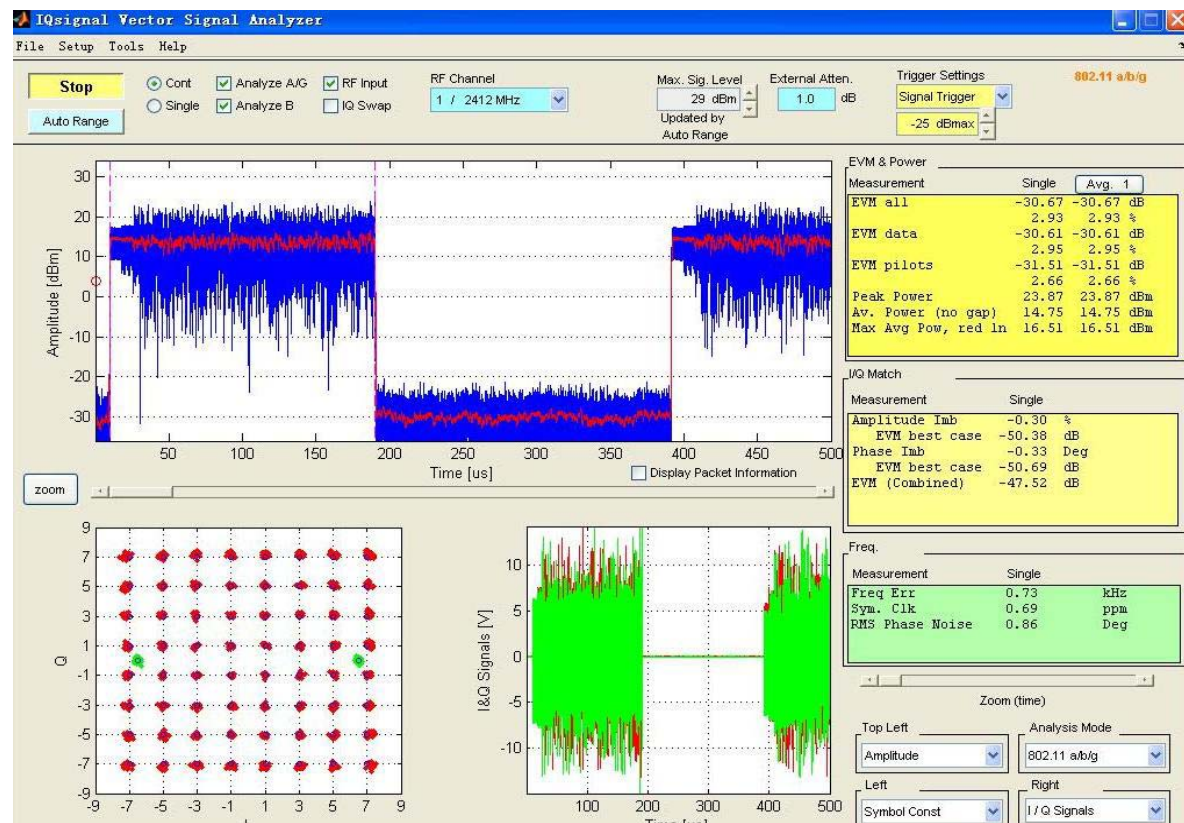 IQsignal Vector Signal Analyzer
File Setup Tools Help
Stop
Cont
Analyze A/G
RF Input
RF Channel
Max. Sig. Level
External Atten.
Trigger Settings
802.11 a/b/g
Single
Analyze B
IQ Swap
1 / 2412 MHz
29 dBm
1.0 dB
Signal Trigger
Auto Range
Updated by
Auto Range
-25 dBmax
30
20
10
0
-10
-20
-30
Amplitude [dBm]
50 100 150 200 250 300 350 400 450 500
Time [us]
Display Packet Information
zoom
EVM & Power
Measurement Single Avg. 1
EVM all -30.67 -30.67 dB
2.93 2.93 %
EVM data -30.61 -30.61 dB
2.95 2.95 %
EVM pilots -31.51 -31.51 dB
2.66 2.66 %
Peak Power 23.87 23.87 dBm
Av. Power (no gap) 14.75 14.75 dBm
Max Avg Pow, red ln 16.51 16.51 dBm
I/Q Match
Measurement Single
Amplitude Imb -0.30 %
EVM best case -50.38 dB
Phase Imb -0.33 Deg
EVM best case -50.69 dB
EVM (Combined) -47.52 dB
Freq.
Measurement Single
Freq Err 0.73 kHz
Sym. Clk 0.69 ppm
RMS Phase Noise 0.86 Deg
9
7
5
3
1
-1
-3
-5
-7
-9
Q
-9 -7 -5 -3 -1 1 3 5 7 9
10
5
0
-5
-10
I&Q Signals [V]
100 200 300 400 500
Time [us]
Zoom (time)
Top Left
Analysis Mode
Amplitude
802.11 a/b/g
Left
Right
Symbol Const
I / Q Signals